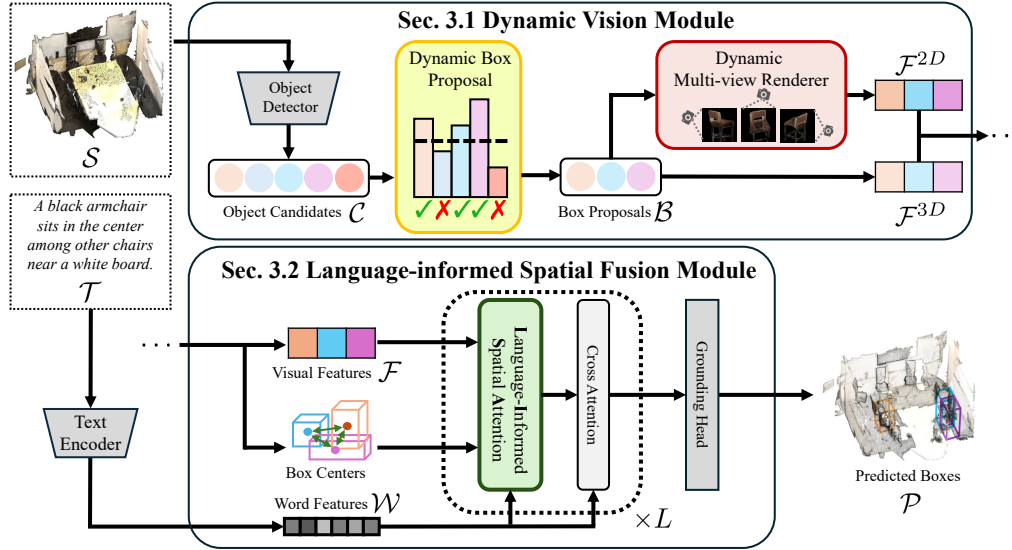 Sec. 3.1 Dynamic Vision Module
Object
Detector
Dynamic Box
Proposal
Dynamic
Multi-view Renderer
𝓕^{2D}
𝓢
· ·
Object Candidates 𝓒
✓✗✓✓✗
Box Proposals 𝓑
𝓕^{3D}
A black armchair
sits in the center
among other chairs
near a white board.
𝓣
Sec. 3.2 Language-informed Spatial Fusion Module
· · ·
Visual Features 𝓕
Language-Informed
Spatial Attention
Cross Attention
Grounding Head
Text
Encoder
Box Centers
Word Features 𝓦
×L
Predicted Boxes
𝓟